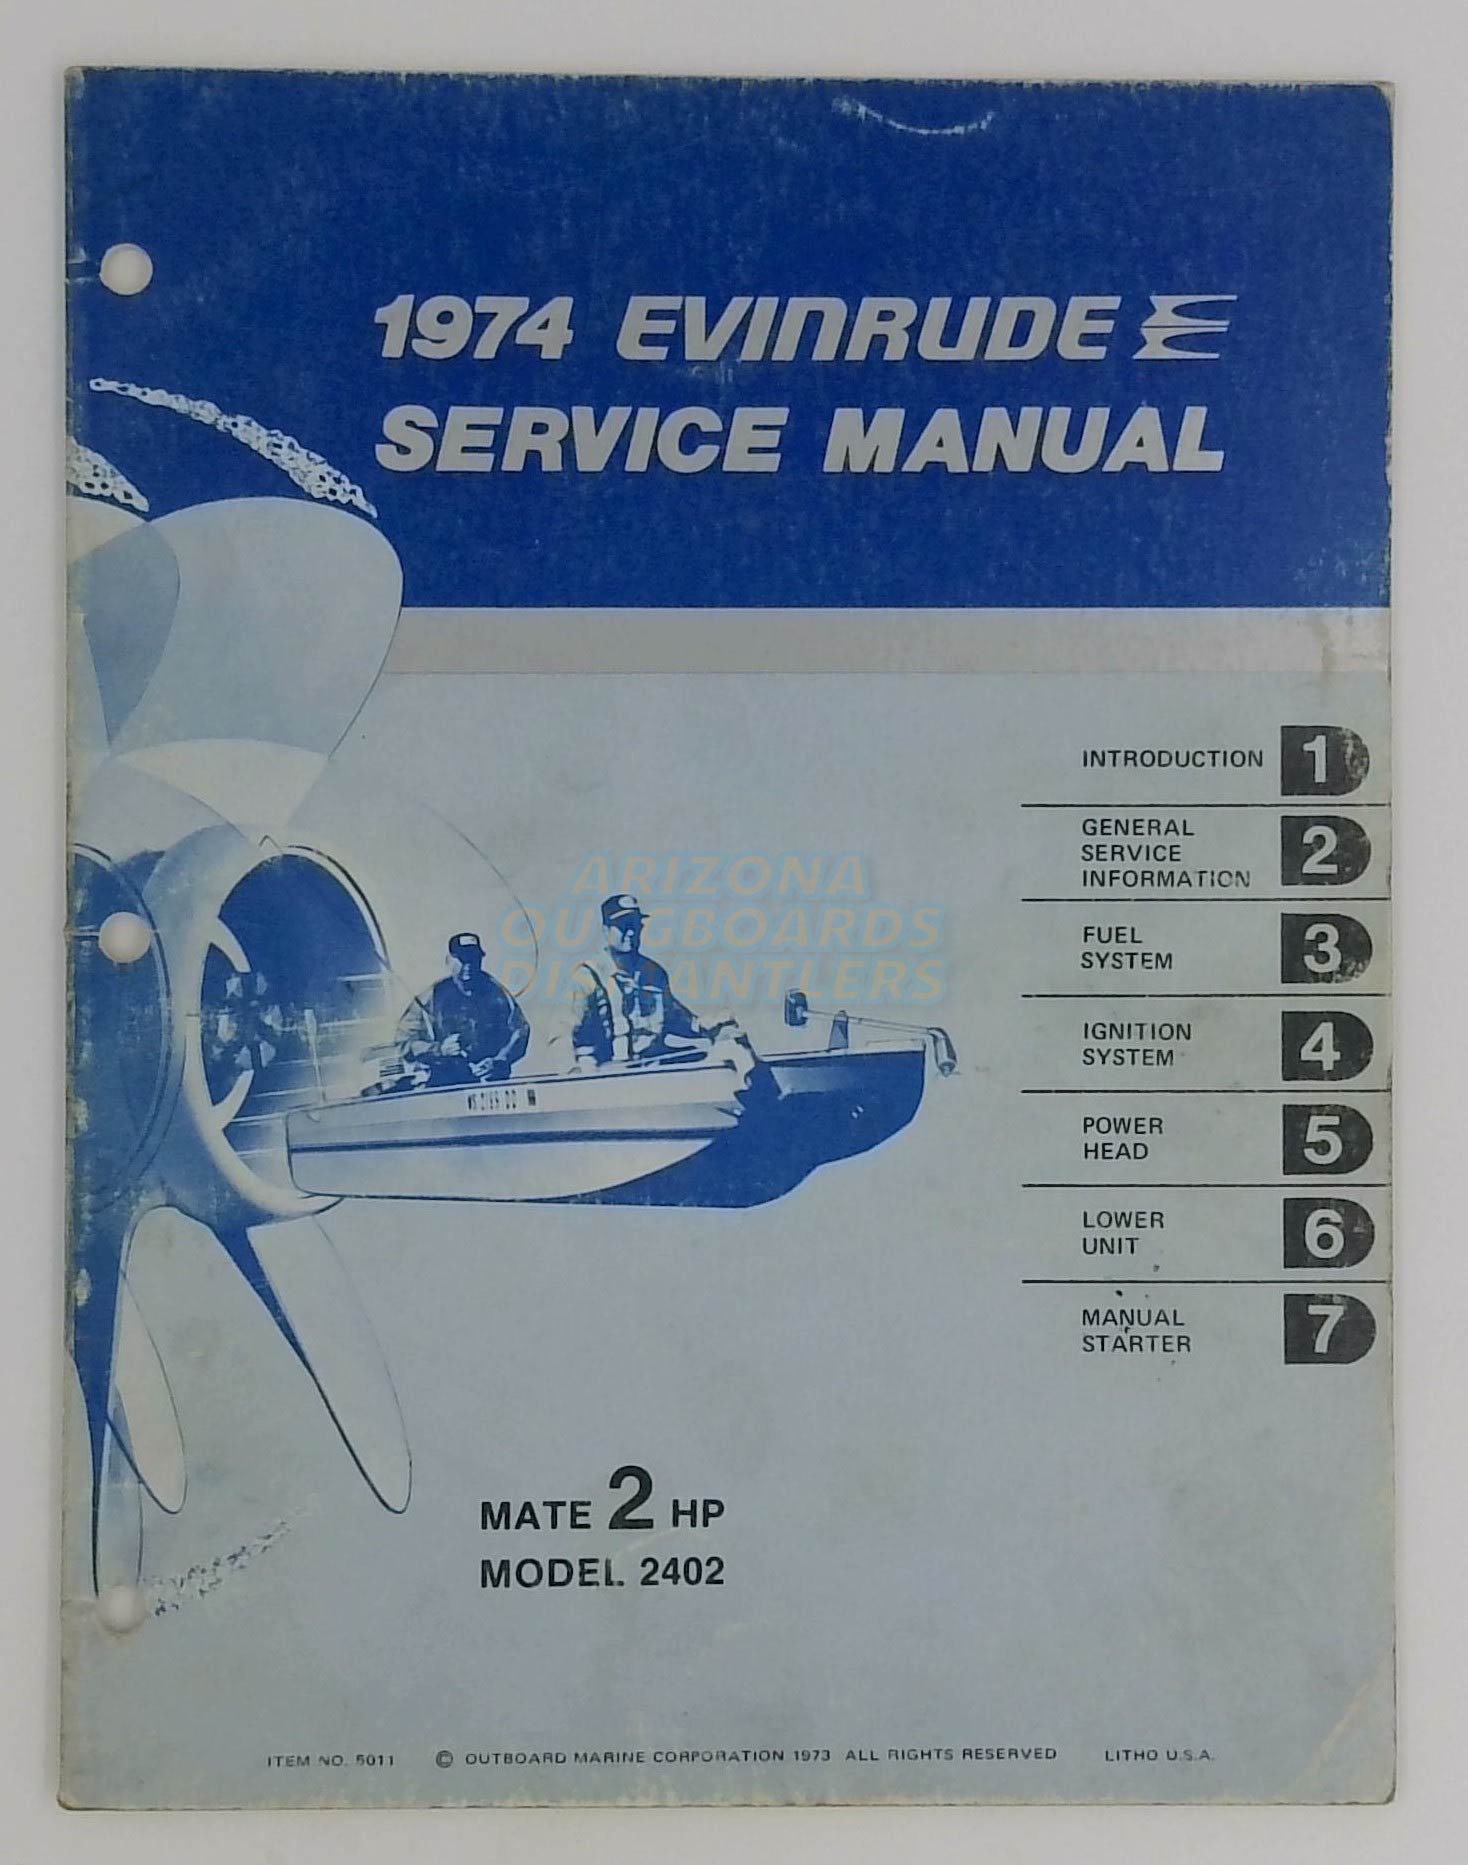 1974 EVINRUDE
SERVICE MANUAL
INTRODUCTION 1
GENERAL
SERVICE
INFORMATION 2
FUEL
SYSTEM 3
IGNITION
SYSTEM 4
POWER
HEAD 5
LOWER
UNIT 6
MANUAL
STARTER 7
ARIZONA
OUTGBOARDS
DISMANTLERS
MATE 2 HP
MODEL 2402
ITEM NO. 5011 © OUTBOARD MARINE CORPORATION 1973 ALL RIGHTS RESERVED LITHO U.S.A.